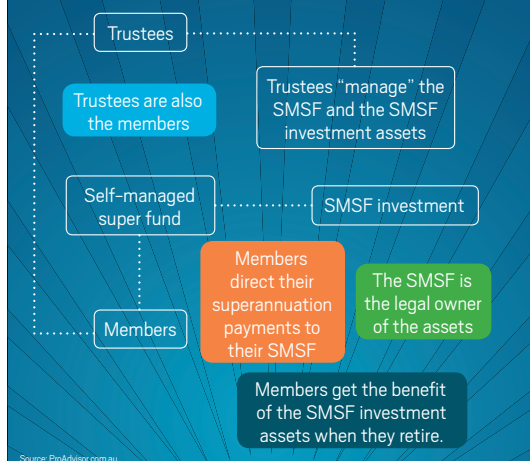 Trustees
Trustees "manage" the
SMSF and the SMSF
investment assets
Trustees are also
the members
Self-managed
super fund
SMSF investment
Members
direct their
superannuation
payments to
their SMSF
The SMSF is
the legal owner
of the assets
Members
Members get the benefit
of the SMSF investment
assets when they retire.
Source: ProAdvisor.com.au